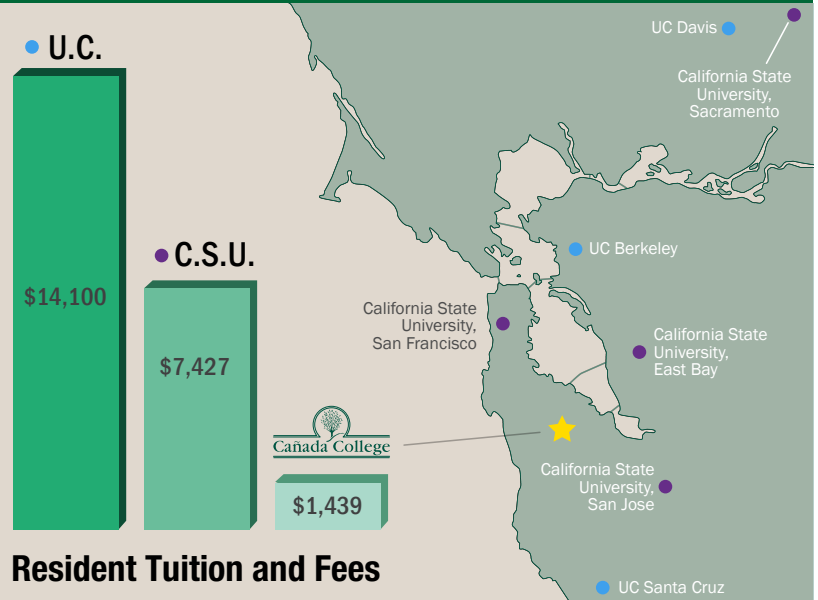 U.C.
$14,100
C.S.U.
$7,427
Cañada College
$1,439
Resident Tuition and Fees
UC Davis
California State
University,
Sacramento
UC Berkeley
California State
University,
San Francisco
California State
University,
East Bay
California State
University,
San Jose
UC Santa Cruz